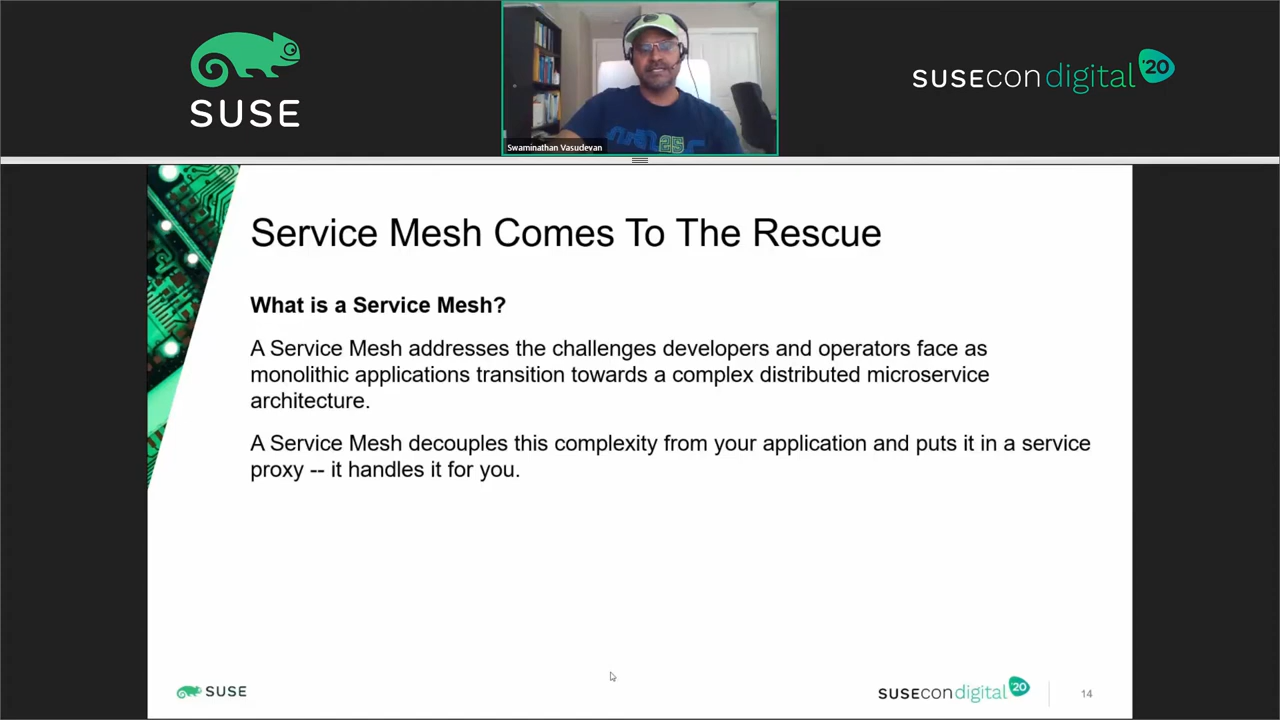 SUSE
SUSECON digital '20
Swaminathan Vasudevan
Service Mesh Comes To The Rescue
What is a Service Mesh?
A Service Mesh addresses the challenges developers and operators face as
monolithic applications transition towards a complex distributed microservice
architecture.
A Service Mesh decouples this complexity from your application and puts it in a service
proxy -- it handles it for you.
SUSE
SUSECON digital '20
14